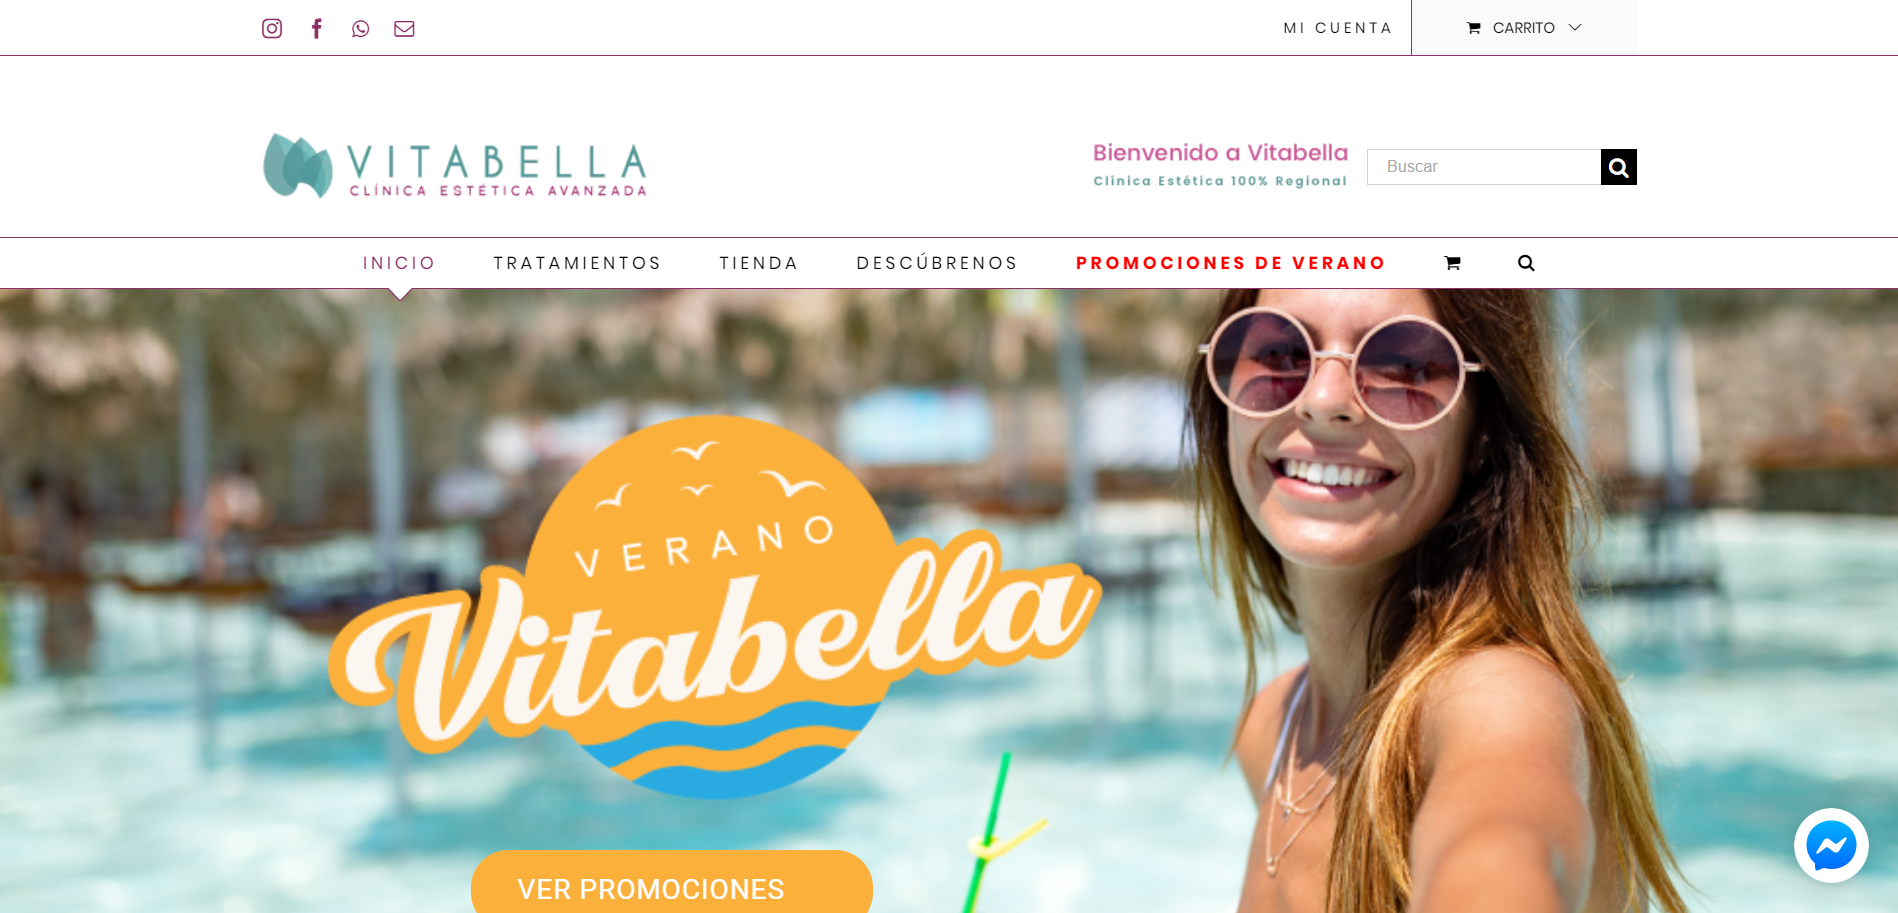 MI CUENTA
CARRITO
VITABELLA
CLÍNICA ESTÉTICA AVANZADA
Bienvenido a Vitabella
Clínica Estética 100% Regional
Buscar
INICIO
TRATAMIENTOS
TIENDA
DESCÚBRENOS
PROMOCIONES DE VERANO
VERANO
Vitabella
VER PROMOCIONES